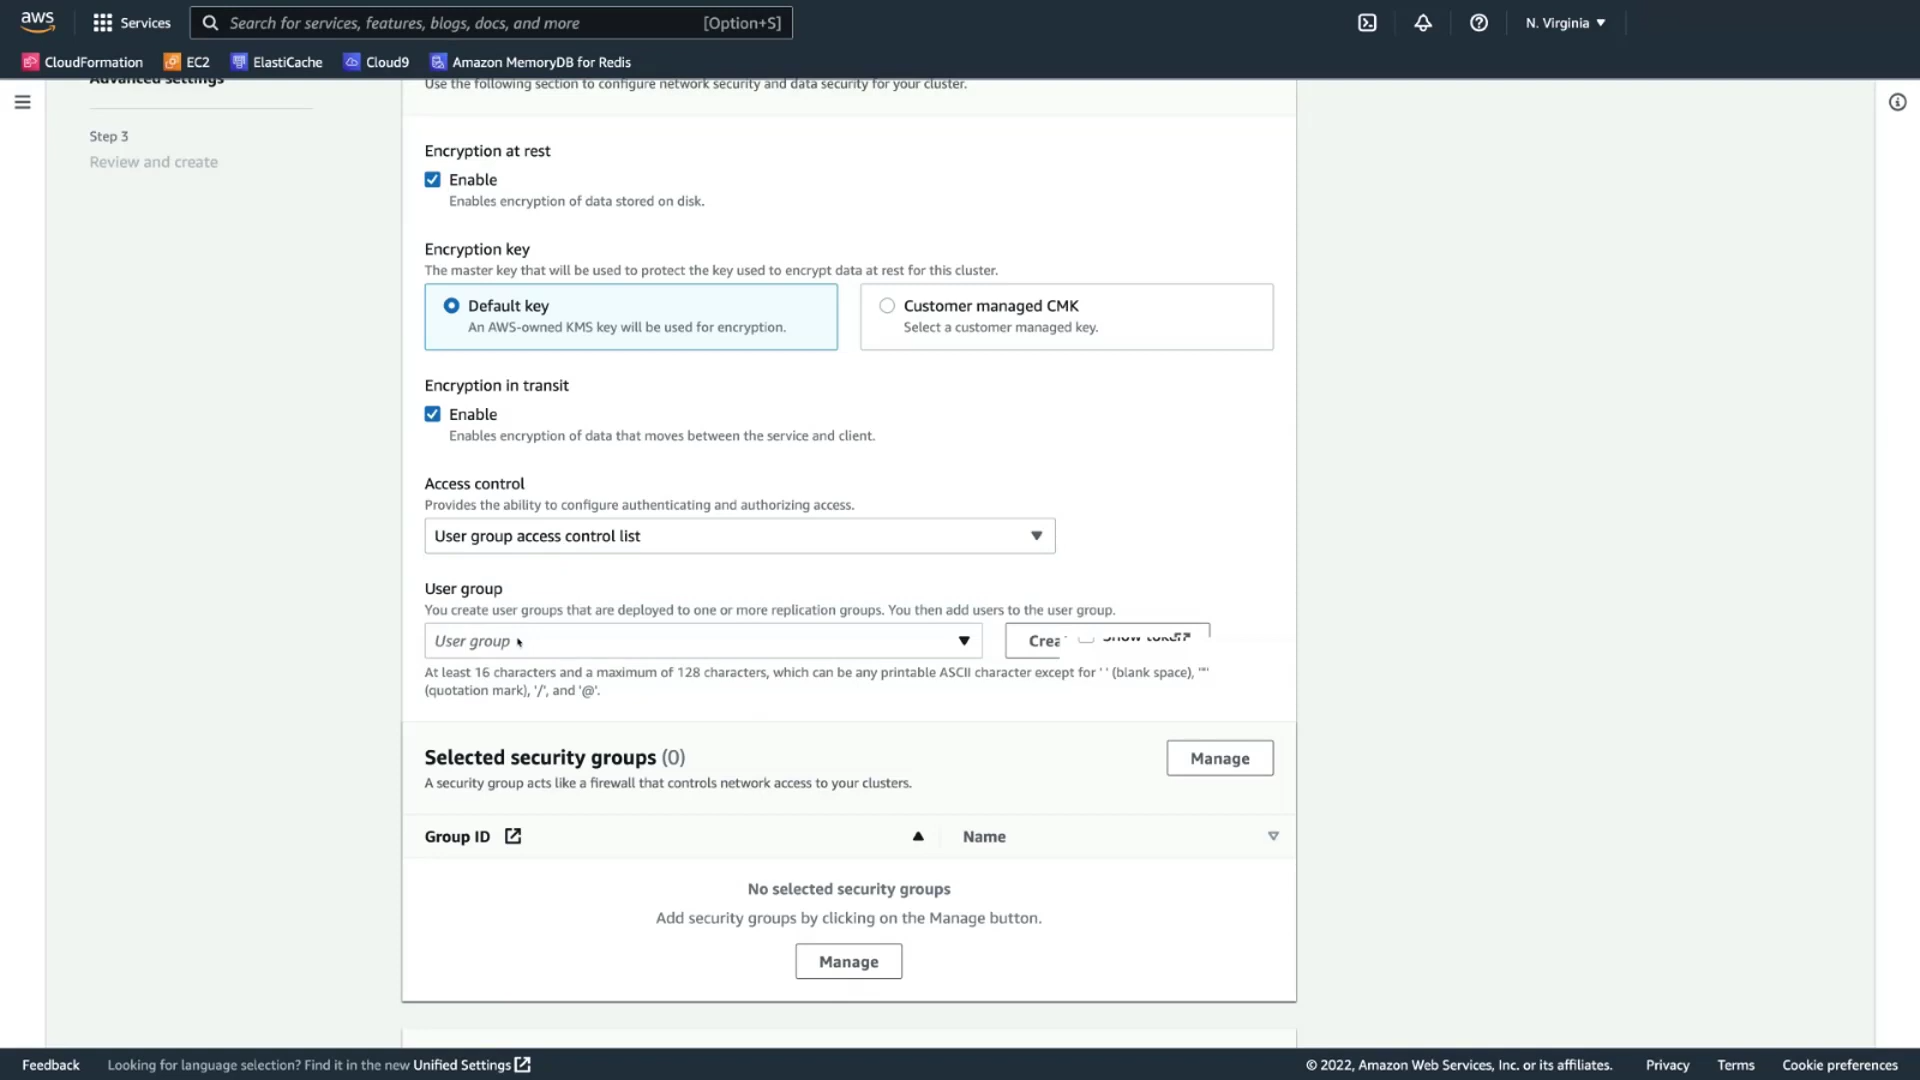 aws
Services
Search for services, features, blogs, docs, and more
[Option+S]
N. Virginia
CloudFormation
EC2
ElastiCache
Cloud9
Amazon MemoryDB for Redis
Advanced settings
Step 3
Review and create
Use the following section to configure network security and data security for your cluster.
Encryption at rest
Enable
Enables encryption of data stored on disk.
Encryption key
The master key that will be used to protect the key used to encrypt data at rest for this cluster.
Default key
An AWS-owned KMS key will be used for encryption.
Customer managed CMK
Select a customer managed key.
Encryption in transit
Enable
Enables encryption of data that moves between the service and client.
Access control
Provides the ability to configure authenticating and authorizing access.
User group access control list
User group
You create user groups that are deployed to one or more replication groups. You then add users to the user group.
User group
Crea
Show token
At least 16 characters and a maximum of 128 characters, which can be any printable ASCII character except for ' ' (blank space), '"'
(quotation mark), '/', and '@'.
Selected security groups (0)
Manage
A security group acts like a firewall that controls network access to your clusters.
Group ID
Name
No selected security groups
Add security groups by clicking on the Manage button.
Manage
Feedback
Looking for language selection? Find it in the new Unified Settings
© 2022, Amazon Web Services, Inc. or its affiliates.
Privacy
Terms
Cookie preferences